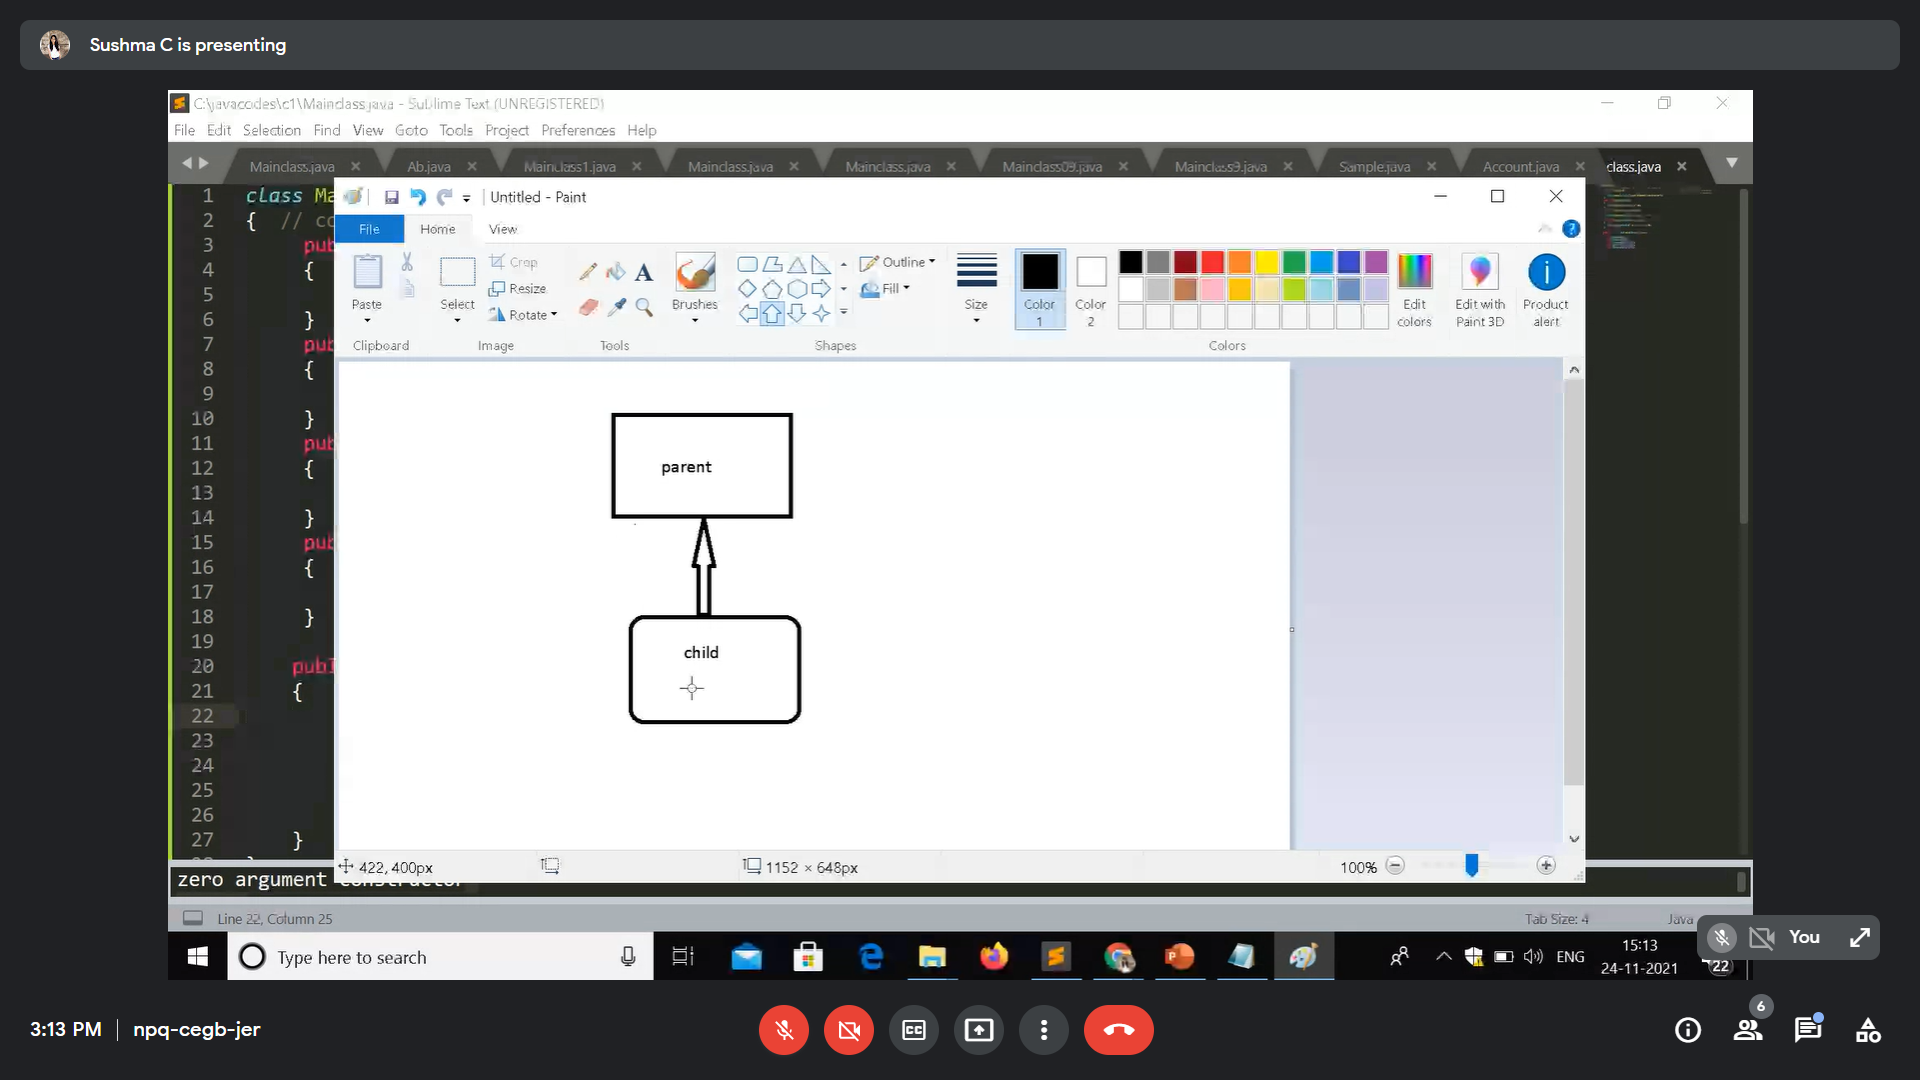 Sushma C is presenting
C:\javacodes\c1\Mainclass.java - Sublime Text (UNREGISTERED)
File Edit Selection Find View Goto Tools Project Preferences Help
Mainclass.java Ab.java Mainclass1.java Mainclass.java Mainclass.java Mainclass09.java Mainclass9.java Sample.java Account.java class.java
1 class Ma
2 { // co
3 pub
4 {
5
6 }
7 pub
8 {
9
10 }
11 pub
12 {
13
14 }
15 pub
16 {
17
18 }
19
20 publ
21 {
22
23
24
25
26
27 }
Untitled - Paint
File Home View
Paste
Clipboard
Select
Crop
Resize
Rotate
Image
A
Tools
Brushes
Shapes
Outline
Fill
Size
Color 1
Color 2
Colors
Edit colors
Edit with Paint 3D
Product alert
parent
child
422, 400px
1152 × 648px
100%
zero argument constructor
Line 22, Column 25
Tab Size: 4
Java
Type here to search
ENG
15:13
24-11-2021
22
You
3:13 PM | npq-cegb-jer
CC
6